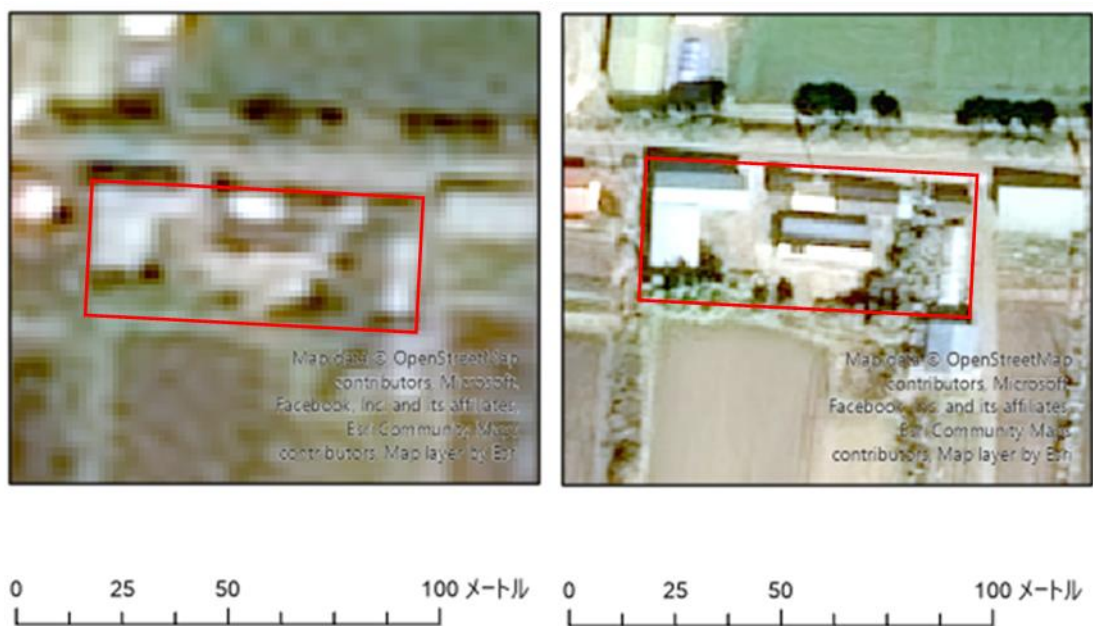 Map data © OpenStreetMap
contributors, Microsoft,
Facebook, Inc. and its affiliates,
Esri Community Maps
contributors, Map layer by Esri
Map data © OpenStreetMap
contributors, Microsoft,
Facebook, Inc. and its affiliates,
Esri Community Maps
contributors, Map layer by Esri
0 25 50 100 メートル
0 25 50 100 メートル